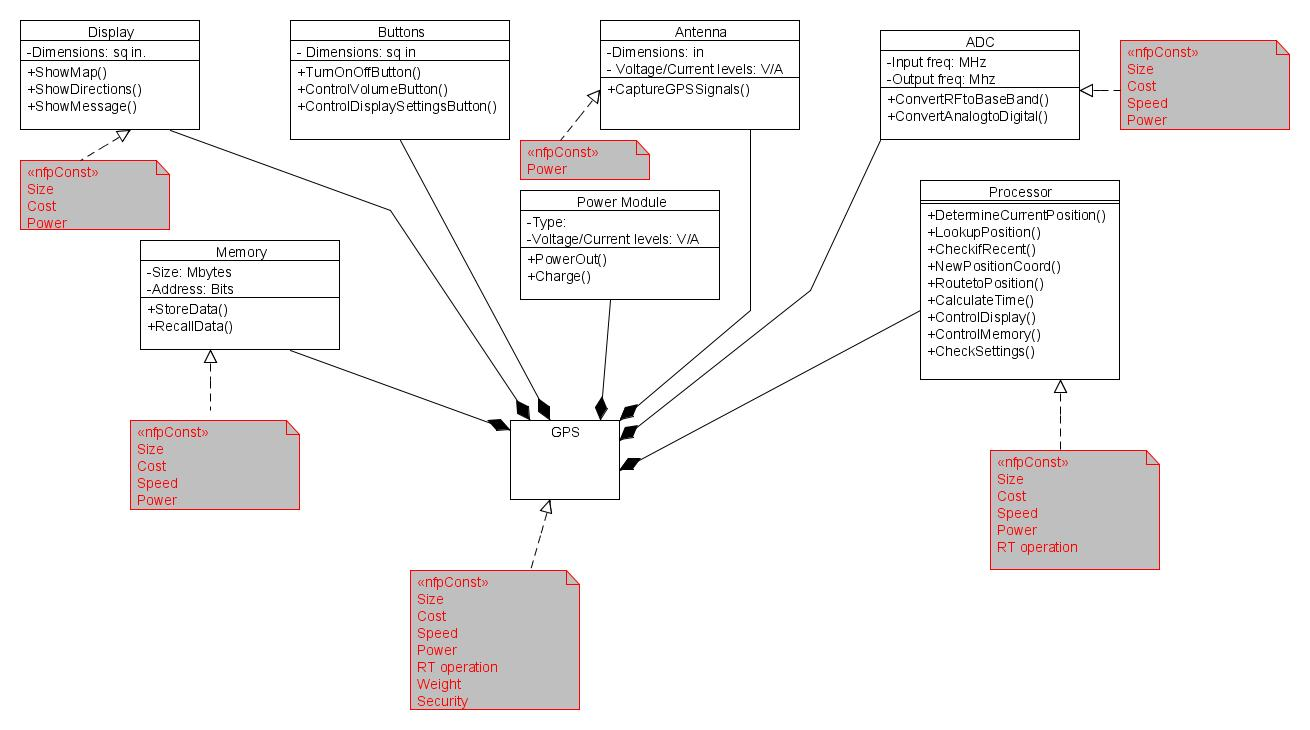 Display
-Dimensions: sq in.
+ShowMap()
+ShowDirections()
+ShowMessage()
Buttons
- Dimensions: sq in
+TurnOnOffButton()
+ControlVolumeButton()
+ControlDisplaySettingsButton()
Antenna
-Dimensions: in
- Voltage/Current levels: V/A
+CaptureGPSSignals()
ADC
-Input freq: MHz
-Output freq: Mhz
+ConvertRFtoBaseBand()
+ConvertAnalogtoDigital()
«nfpConst»
Size
Cost
Speed
Power
«nfpConst»
Size
Cost
Power
«nfpConst»
Power
Power Module
-Type:
-Voltage/Current levels: V/A
+PowerOut()
+Charge()
Processor
+DetermineCurrentPosition()
+LookupPosition()
+CheckifRecent()
+NewPositionCoord()
+RoutetoPosition()
+CalculateTime()
+ControlDisplay()
+ControlMemory()
+CheckSettings()
Memory
-Size: Mbytes
-Address: Bits
+StoreData()
+RecallData()
«nfpConst»
Size
Cost
Speed
Power
GPS
«nfpConst»
Size
Cost
Speed
Power
RT operation
«nfpConst»
Size
Cost
Speed
Power
RT operation
Weight
Security